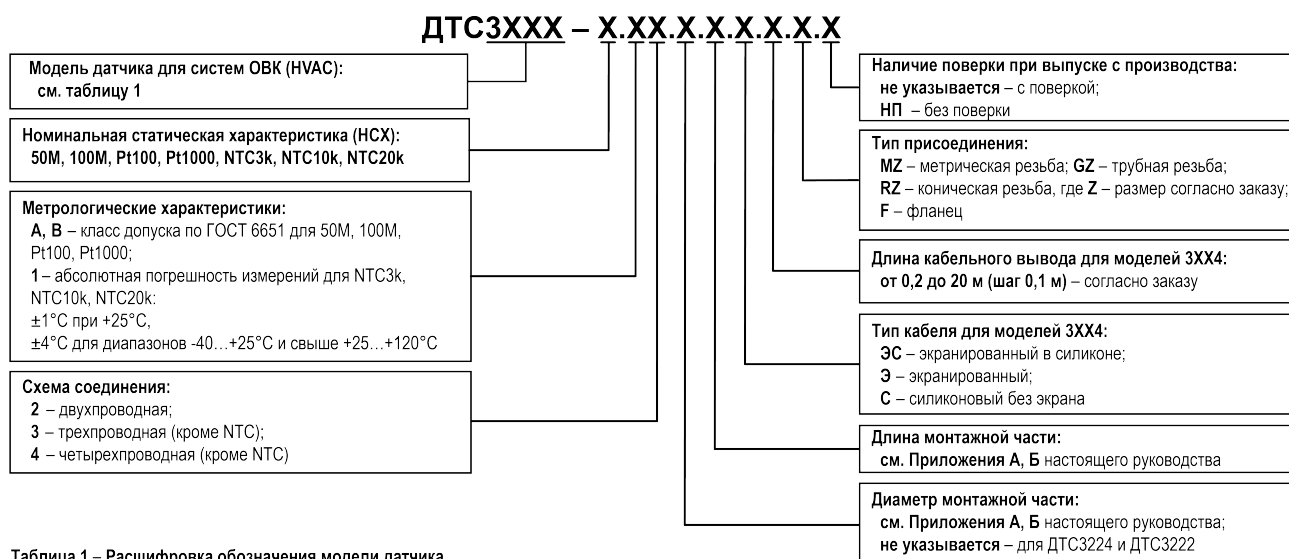 ДТС3XXX – X.XX.X.X.X.X.X.X
Модель датчика для систем ОВК (HVAC):
см. таблицу 1
Номинальная статическая характеристика (НСХ):
50М, 100М, Pt100, Pt1000, NTC3k, NTC10k, NTC20k
Метрологические характеристики:
А, В – класс допуска по ГОСТ 6651 для 50М, 100М,
Pt100, Pt1000;
1 – абсолютная погрешность измерений для NTC3k,
NTC10k, NTC20k:
±1°С при +25°С,
±4°С для диапазонов -40…+25°С и свыше +25…+120°С
Схема соединения:
2 – двухпроводная;
3 – трехпроводная (кроме NTC);
4 – четырехпроводная (кроме NTC)
Наличие поверки при выпуске с производства:
не указывается – с поверкой;
НП – без поверки
Тип присоединения:
MZ – метрическая резьба; GZ – трубная резьба;
RZ – коническая резьба, где Z – размер согласно заказу;
F – фланец
Длина кабельного вывода для моделей 3ХХ4:
от 0,2 до 20 м (шаг 0,1 м) – согласно заказу
Тип кабеля для моделей 3ХХ4:
ЭС – экранированный в силиконе;
Э – экранированный;
С – силиконовый без экрана
Длина монтажной части:
см. Приложения А, Б настоящего руководства
Диаметр монтажной части:
см. Приложения А, Б настоящего руководства;
не указывается – для ДТС3224 и ДТС3222
Таблица 1 – Расшифровка обозначения модели датчика